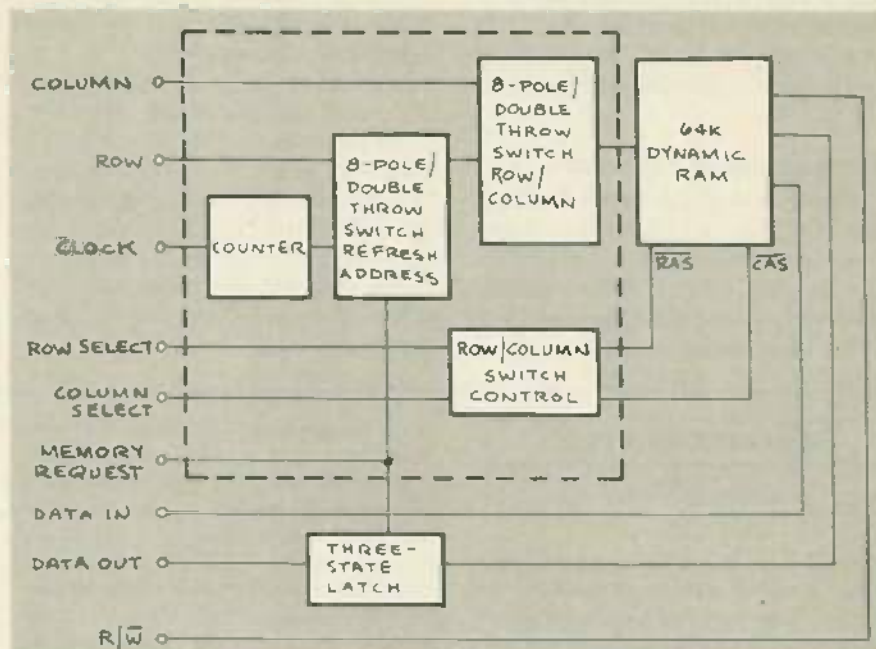 COLUMN
ROW
CLOCK
ROW SELECT
COLUMN
SELECT
MEMORY
REQUEST
DATA IN
DATA OUT
R/W̅
COUNTER
8-POLE/
DOUBLE
THROW
SWITCH
REFRESH
ADDRESS
8-POLE/
DOUBLE
THROW
SWITCH
ROW/
COLUMN
64K
DYNAMIC
RAM
R̅A̅S̅
C̅A̅S̅
ROW/COLUMN
SWITCH
CONTROL
THREE-
STATE
LATCH